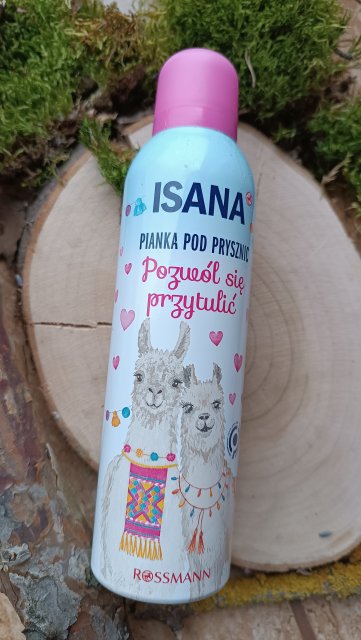 ISANA
PIANKA POD PRYSZNIC
Pozwól się
przytulić
ROSSMANN